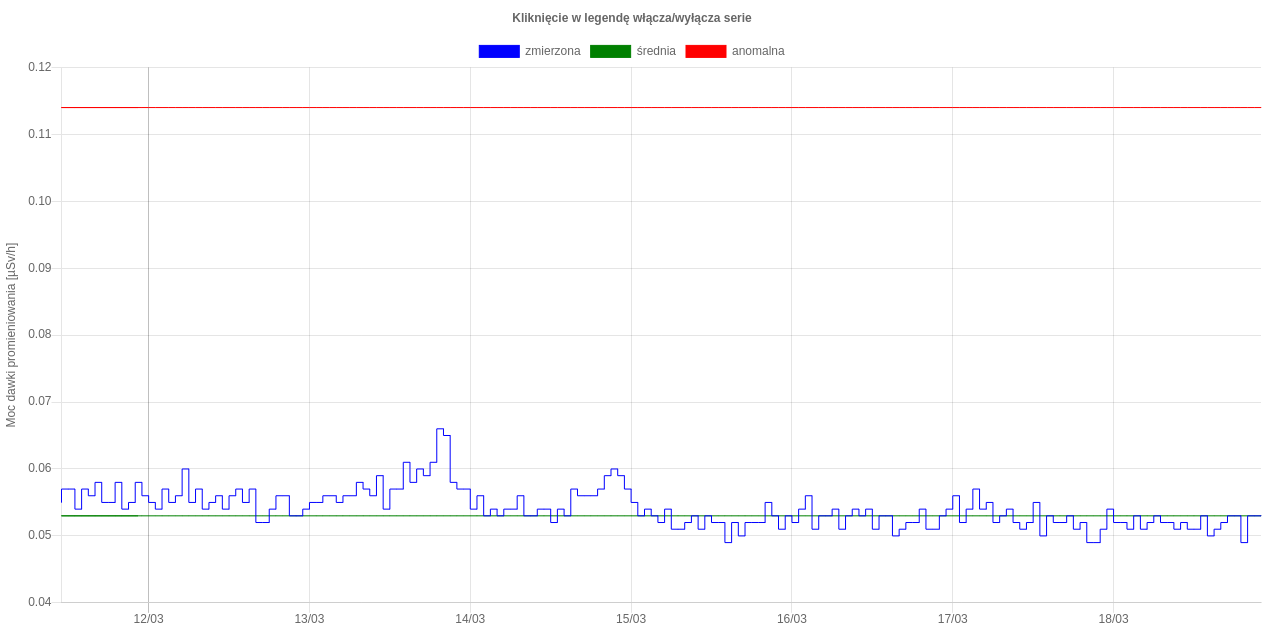 Kliknięcie w legendę włącza/wyłącza serie
zmierzona średnia anomalna
Moc dawki promieniowania [µSv/h]
0.12
0.11
0.10
0.09
0.08
0.07
0.06
0.05
0.04
12/03 13/03 14/03 15/03 16/03 17/03 18/03